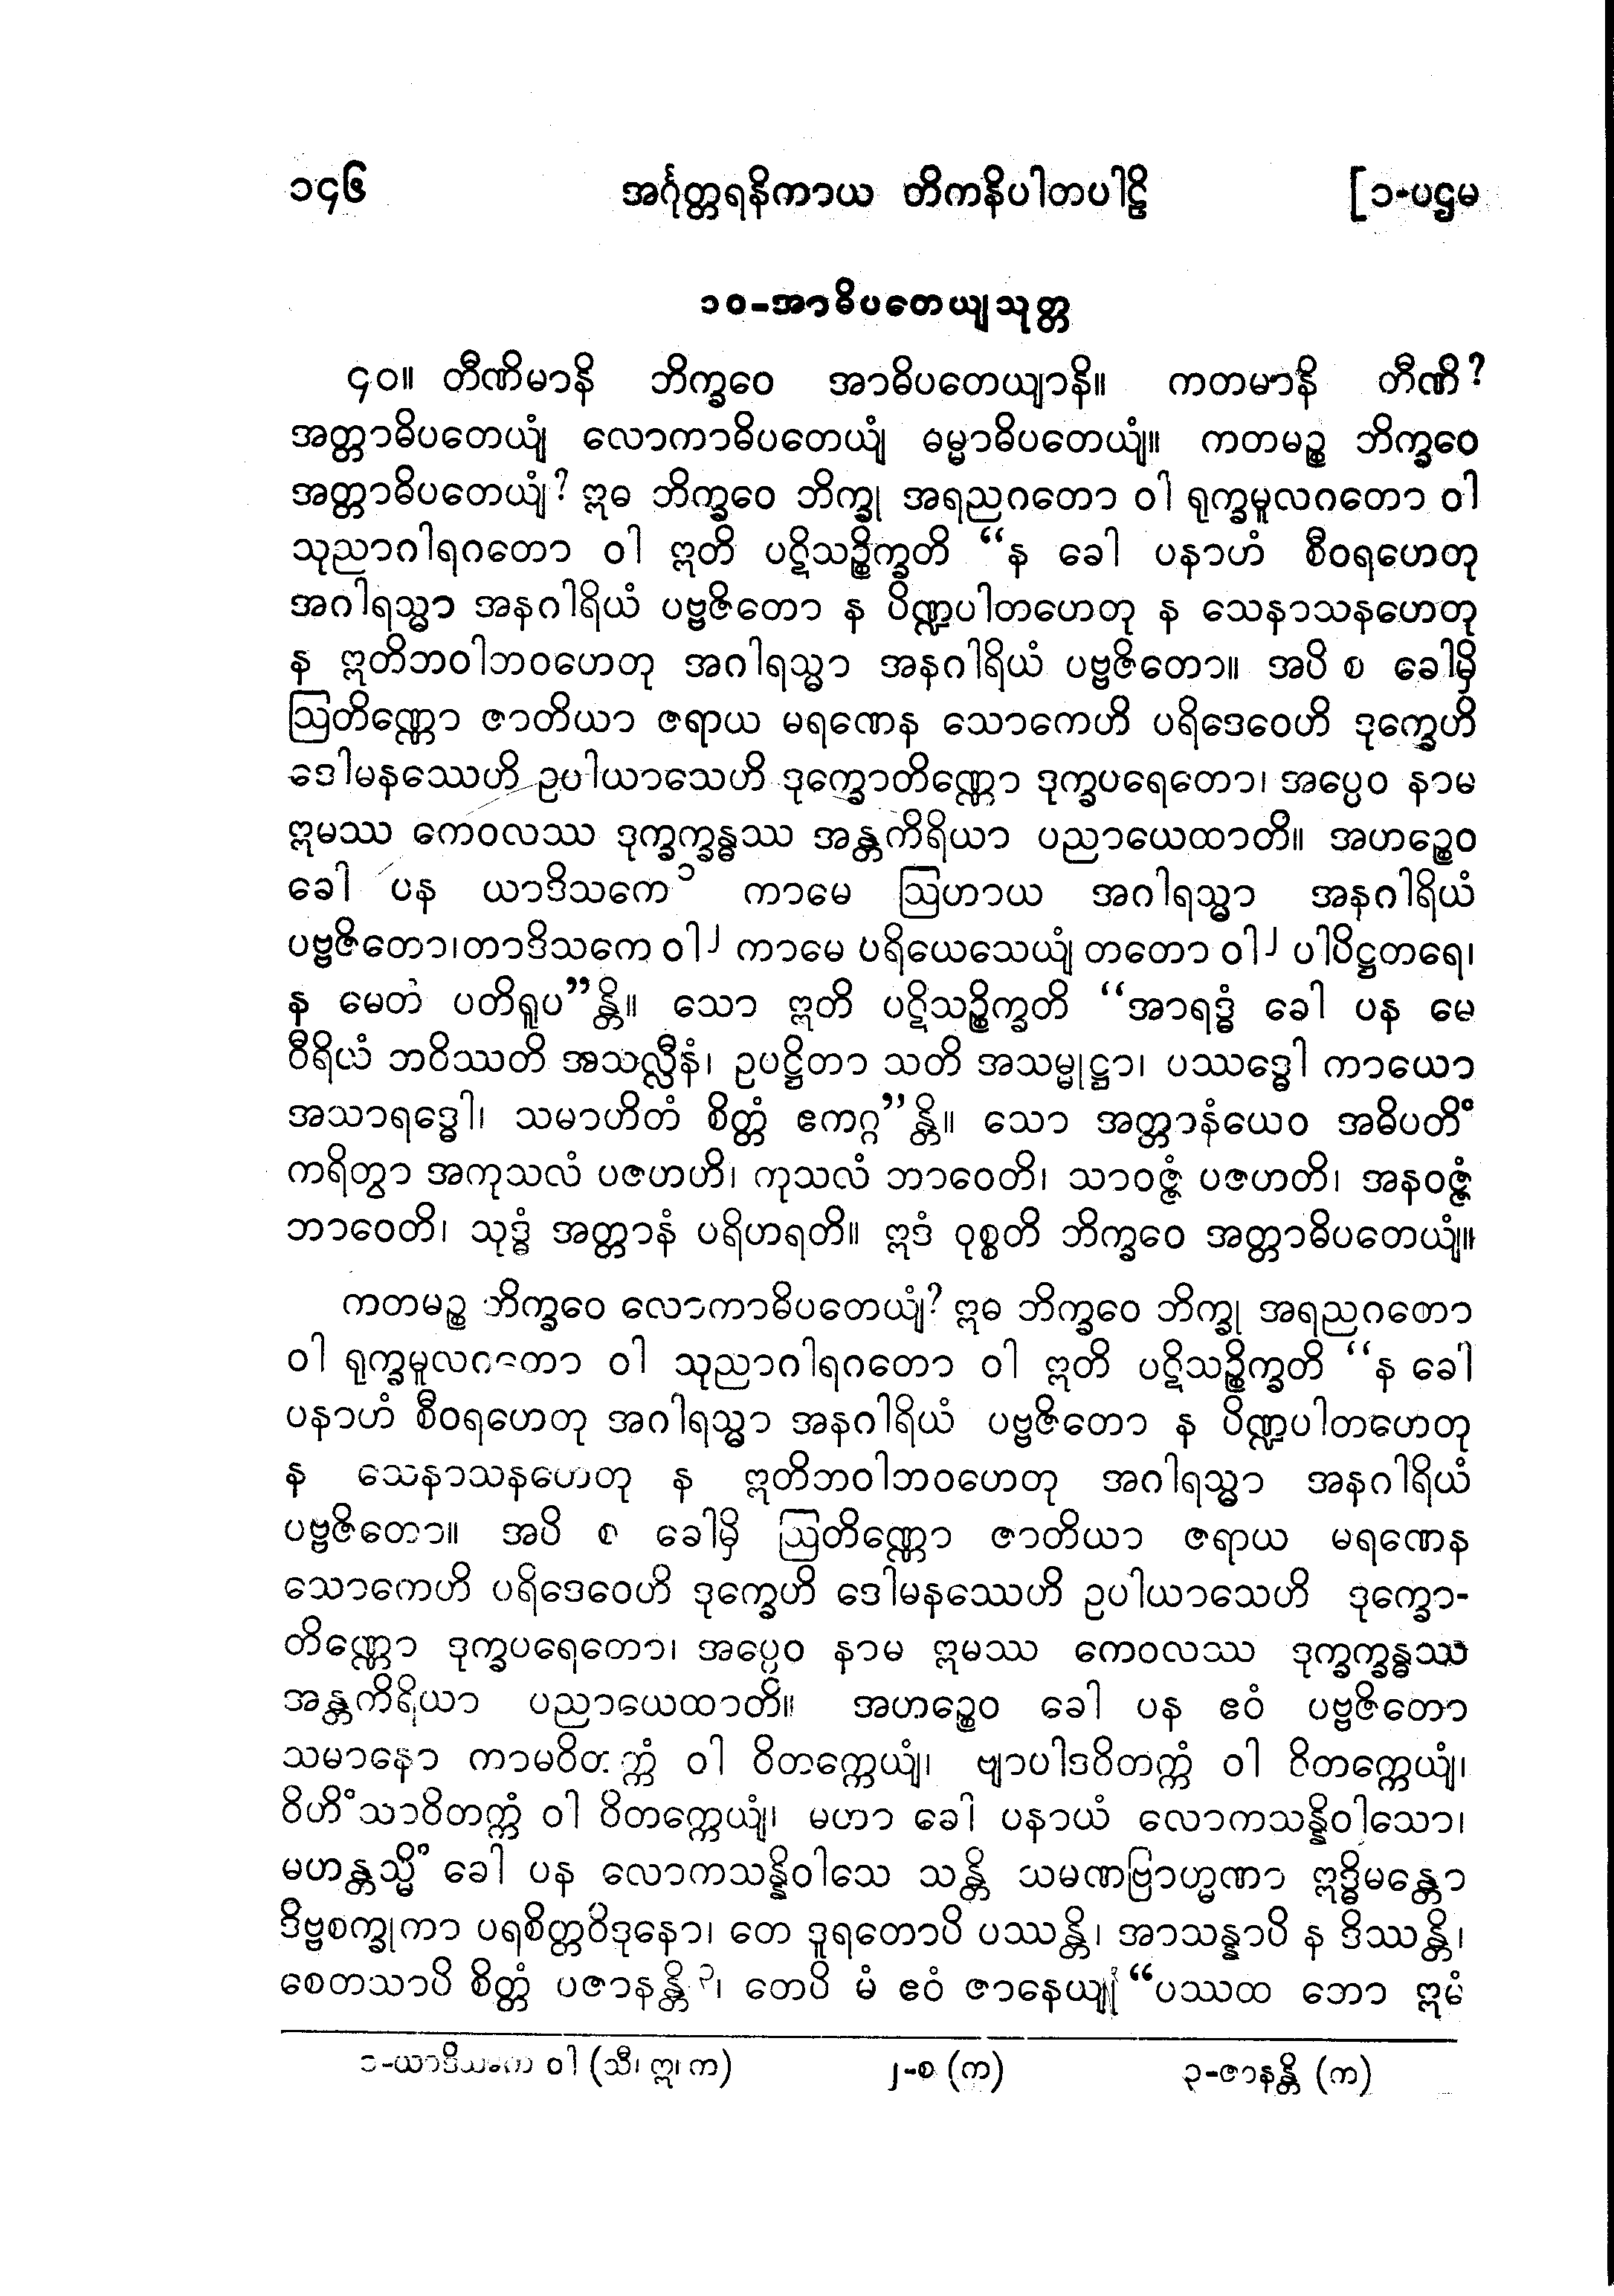 ၁၄၆ အင်္ဂုတ္တရနိကာယ တိကနိပါတပါဠိ [၁-ပဌမ
၁၀-အာဓိပတေယျသုတ္တ
၄၀။ တီဏိမာနိ ဘိက္ခဝေ အာဓိပတေယျာနိ။ ကတမာနိ တီဏိ?
အတ္တာဓိပတေယျံ လောကာဓိပတေယျံ ဓမ္မာဓိပတေယျံ။ ကတမဉ္စ ဘိက္ခဝေ
အတ္တာဓိပတေယျံ? ဣဓ ဘိက္ခဝေ ဘိက္ခု အရညဂတော ဝါ ရုက္ခမူလဂတော ဝါ
သုညာဂါရဂတော ဝါ ဣတိ ပဋိသဉ္စိက္ခတိ “န ခေါ ပနာဟံ စီဝရဟေတု
အဂါရသ္မာ အနဂါရိယံ ပဗ္ဗဇိတော န ပိဏ္ဍပါတဟေတု န သေနာသနဟေတု
န ဣတိဘဝါဘဝဟေတု အဂါရသ္မာ အနဂါရိယံ ပဗ္ဗဇိတော။ အပိ စ ခေါမှိ
ဩတိဏ္ဏော ဇာတိယာ ဇရာယ မရဏေန သောကေဟိ ပရိဒေဝေဟိ ဒုက္ခေဟိ
ဒေါမနဿေဟိ ဥပါယာသေဟိ ဒုက္ခောတိဏ္ဏော ဒုက္ခပရေတော၊ အပ္ပေဝ နာမ
ဣမဿ ကေဝလဿ ဒုက္ခက္ခန္ဓဿ အန္တကိရိယာ ပညာယေထာတိ။ အဟဉ္စေဝ
ခေါ ပန ယာဒိသကေ ၁ ကာမေ ဩဟာယ အဂါရသ္မာ အနဂါရိယံ
ပဗ္ဗဇိတော၊တာဒိသကေ ဝါ ၂ ကာမေ ပရိယေသေယျံ တတော ဝါ ၂ ပါပိဋ္ဌတရေ၊
န မေတံ ပတိရူပ”န္တိ။ သော ဣတိ ပဋိသဉ္စိက္ခတိ “အာရဒ္ဓံ ခေါ ပန မေ
ဝီရိယံ ဘဝိဿတိ အသလ္လီနံ၊ ဥပဋ္ဌိတာ သတိ အသမ္မုဋ္ဌာ၊ ပဿဒ္ဓေါ ကာယော
အသာရဒ္ဓေါ၊ သမာဟိတံ စိတ္တံ ဧကဂ္ဂ”န္တိ။ သော အတ္တာနံယေဝ အဓိပတိံ
ကရိတွာ အကုသလံ ပဇဟဟိ၊ ကုသလံ ဘာဝေတိ၊ သာဝဇ္ဇံ ပဇဟတိ၊ အနဝဇ္ဇံ
ဘာဝေတိ၊ သုဒ္ဓံ အတ္တာနံ ပရိဟရတိ။ ဣဒံ ဝုစ္စတိ ဘိက္ခဝေ အတ္တာဓိပတေယျံ။
ကတမဉ္စ ဘိက္ခဝေ လောကာဓိပတေယျံ? ဣဓ ဘိက္ခဝေ ဘိက္ခု အရညဂတော
ဝါ ရုက္ခမူလဂတော ဝါ သုညာဂါရဂတော ဝါ ဣတိ ပဋိသဉ္စိက္ခတိ “န ခေါ
ပနာဟံ စီဝရဟေတု အဂါရသ္မာ အနဂါရိယံ ပဗ္ဗဇိတော န ပိဏ္ဍပါတဟေတု
န သေနာသနဟေတု န ဣတိဘဝါဘဝဟေတု အဂါရသ္မာ အနဂါရိယံ
ပဗ္ဗဇိတော။ အပိ စ ခေါမှိ ဩတိဏ္ဏော ဇာတိယာ ဇရာယ မရဏေန
သောကေဟိ ပရိဒေဝေဟိ ဒုက္ခေဟိ ဒေါမနဿေဟိ ဥပါယာသေဟိ ဒုက္ခော-
တိဏ္ဏော ဒုက္ခပရေတော၊ အပ္ပေဝ နာမ ဣမဿ ကေဝလဿ ဒုက္ခက္ခန္ဓဿ
အန္တကိရိယာ ပညာယေထာတိ။ အဟဉ္စေဝ ခေါ ပန ဧဝံ ပဗ္ဗဇိတော
သမာနော ကာမဝိတက္ကံ ဝါ ဝိတက္ကေယျံ၊ ဗျာပါဒဝိတက္ကံ ဝါ ဝိတက္ကေယျံ၊
ဝိဟိံသာဝိတက္ကံ ဝါ ဝိတက္ကေယျံ၊ မဟာ ခေါ ပနာယံ လောကသန္နိဝါသော၊
မဟန္တသ္မိံ ခေါ ပန လောကသန္နိဝါသေ သန္တိ သမဏဗြာဟ္မဏာ ဣဒ္ဓိမန္တော
ဒိဗ္ဗစက္ခုကာ ပရစိတ္တဝိဒုနော၊ တေ ဒူရတောပိ ပဿန္တိ၊ အာသန္နာပိ န ဒိဿန္တိ၊
စေတသာပိ စိတ္တံ ပဇာနန္တိ ၃၊ တေပိ မံ ဧဝံ ဇာနေယျုံ “ပဿထ ဘော ဣမံ
၁-ယာဒိသကေ ဝါ (သီ၊ ဣ၊ က) ၂-စ (က) ၃-ဇာနန္တိ (က)